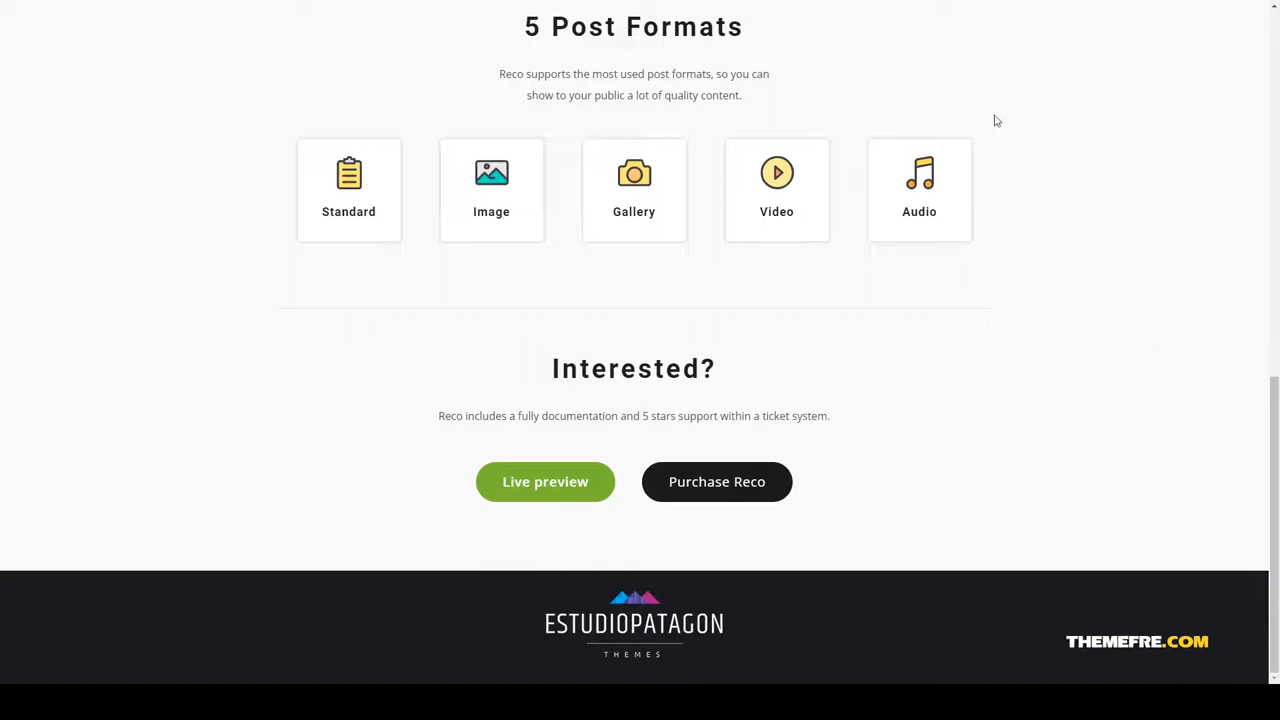 5 Post Formats
Reco supports the most used post formats, so you can
show to your public a lot of quality content.
Standard
Image
Gallery
Video
Audio
Interested?
Reco includes a fully documentation and 5 stars support within a ticket system.
Live preview
Purchase Reco
ESTUDIOPATAGON
THEMES
THEMEFRE.COM